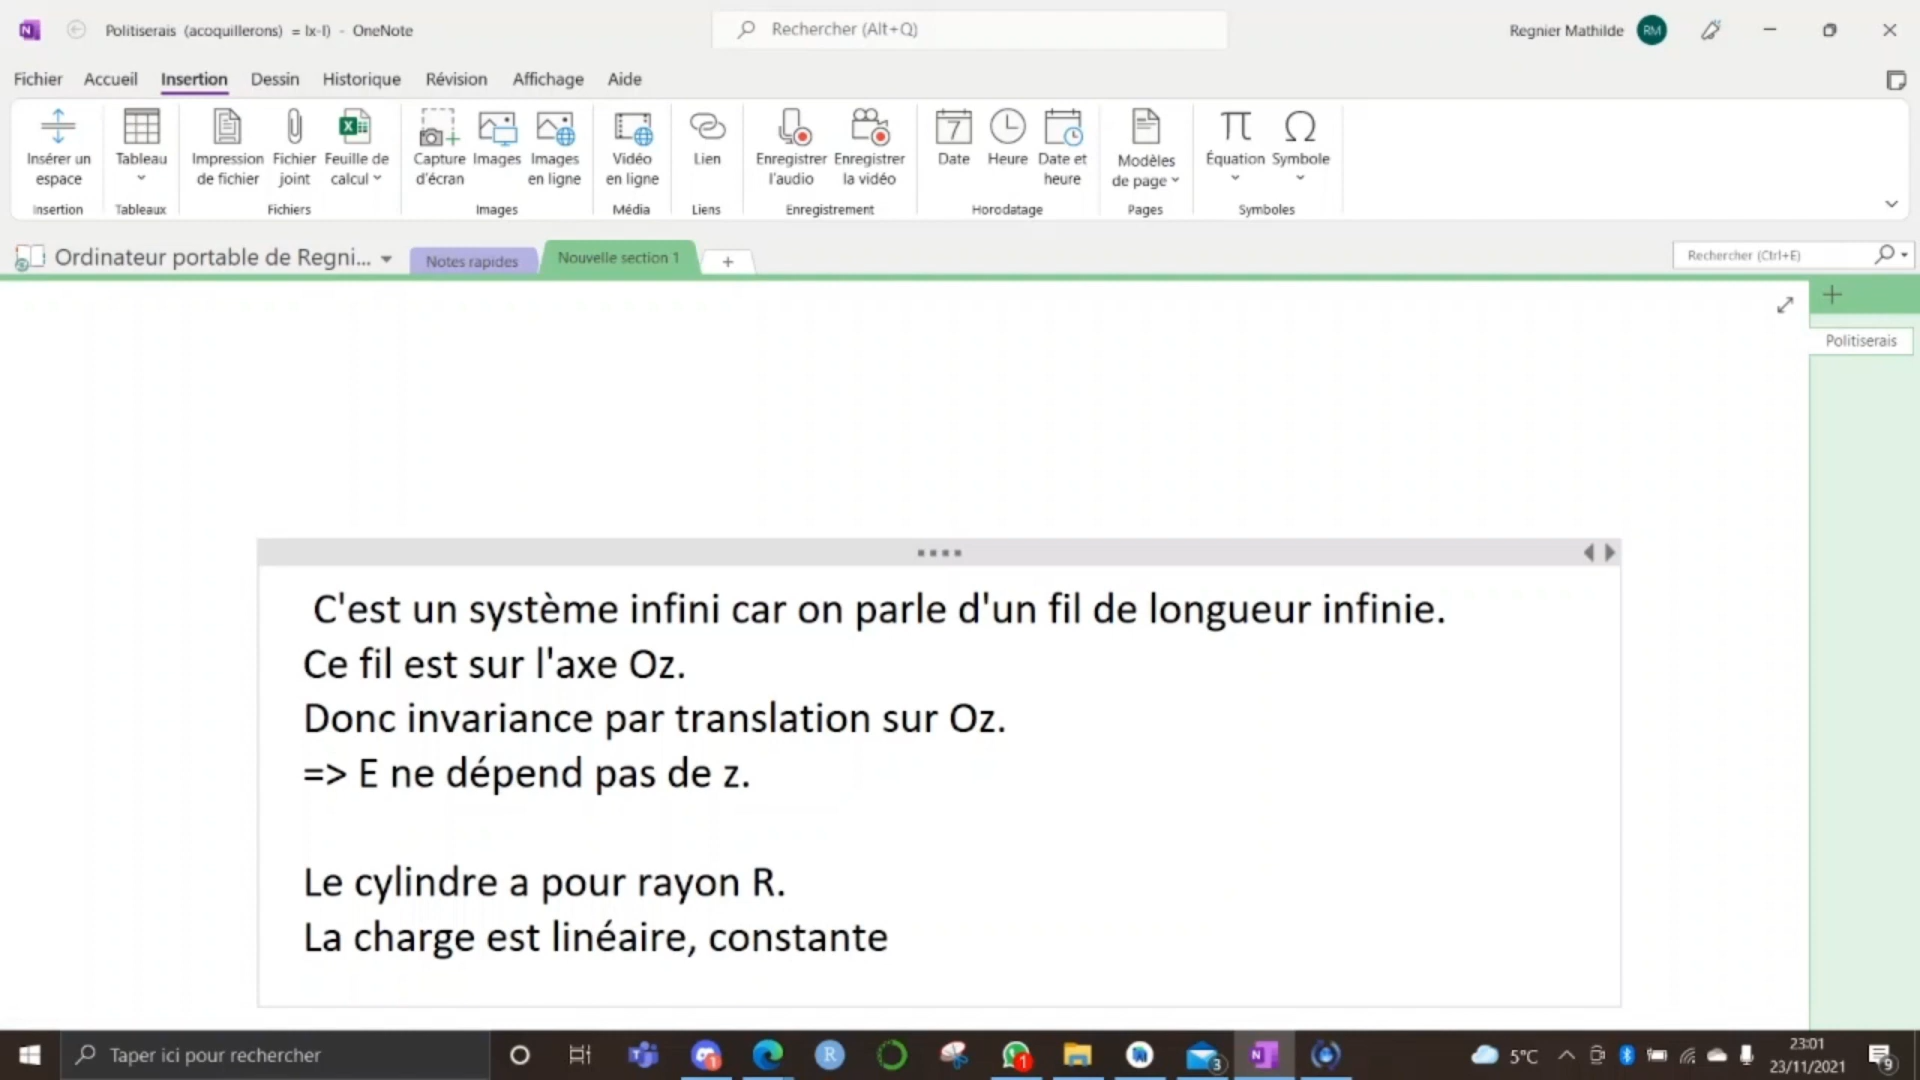 Politiserais (acoquillerons) = lx-l) - OneNote
Rechercher (Alt+Q)
Regnier Mathilde
RM
Fichier Accueil Insertion Dessin Historique Révision Affichage Aide
Insérer un espace
Tableau
Impression de fichier
Fichier joint
Feuille de calcul
Capture d'écran
Images
Images en ligne
Vidéo en ligne
Lien
Enregistrer l'audio
Enregistrer la vidéo
7
Date
Heure
Date et heure
Modèles de page
Équation
Symbole
Insertion Tableaux Fichiers Images Média Liens Enregistrement Horodatage Pages Symboles
Ordinateur portable de Regni...
Notes rapides
Nouvelle section 1
+
Rechercher (Ctrl+E)
Politiserais
C'est un système infini car on parle d'un fil de longueur infinie.
Ce fil est sur l'axe Oz.
Donc invariance par translation sur Oz.
=> E ne dépend pas de z.
Le cylindre a pour rayon R.
La charge est linéaire, constante
Taper ici pour rechercher
5°C
23:01
23/11/2021